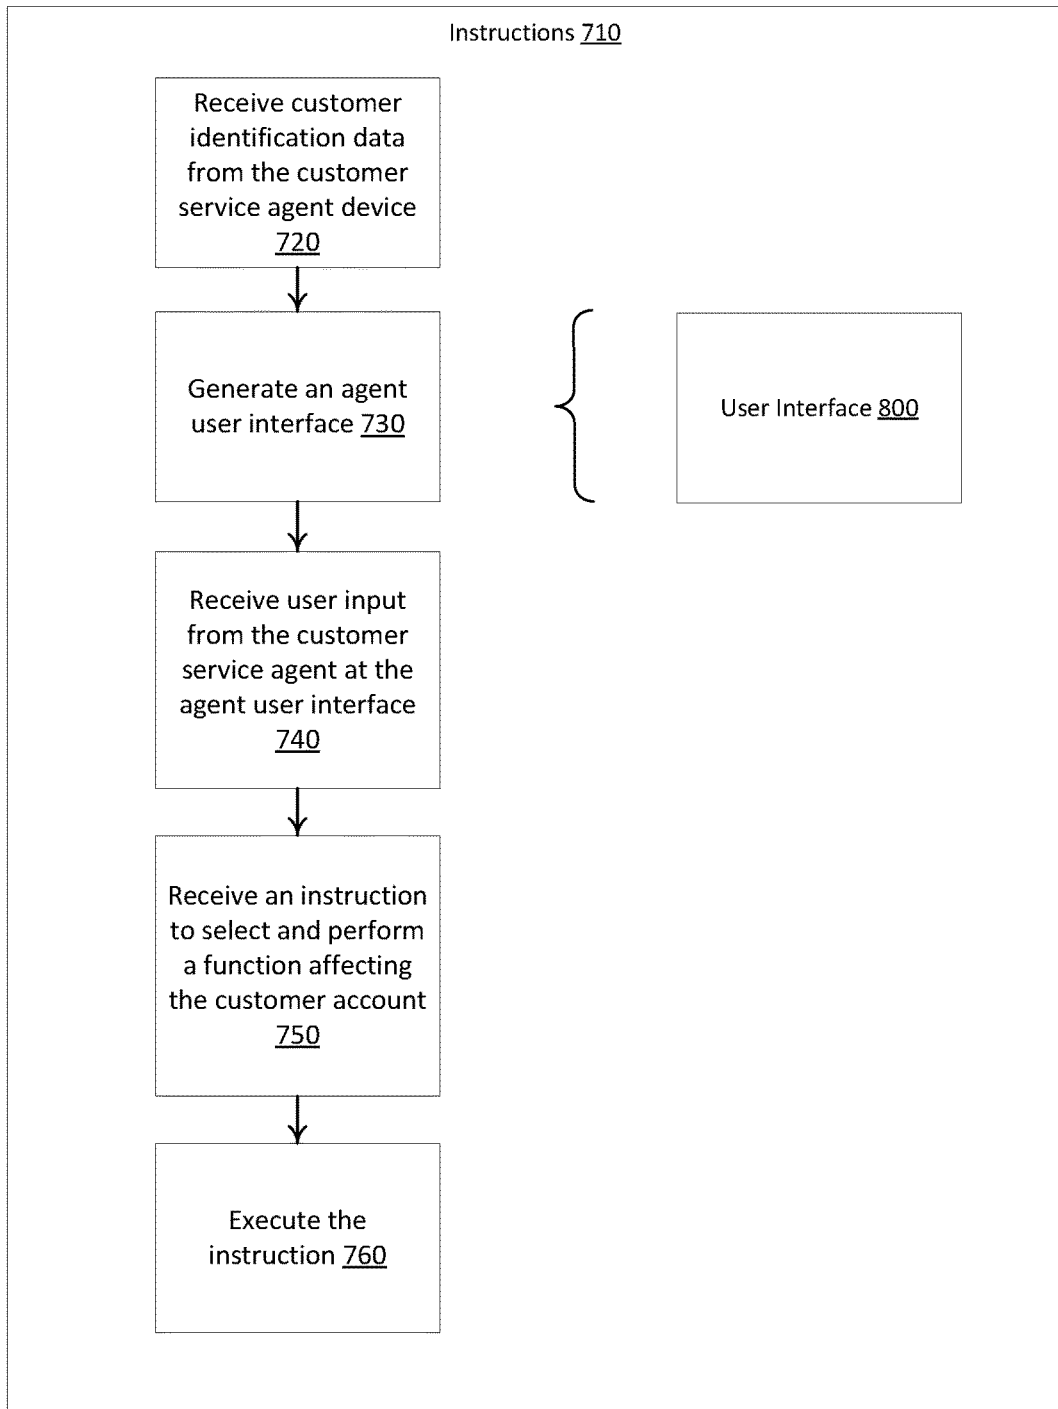 Instructions 710
Receive customer
identification data
from the customer
service agent device
720
Generate an agent
user interface 730
User Interface 800
Receive user input
from the customer
service agent at the
agent user interface
740
Receive an instruction
to select and perform
a function affecting
the customer account
750
Execute the
instruction 760